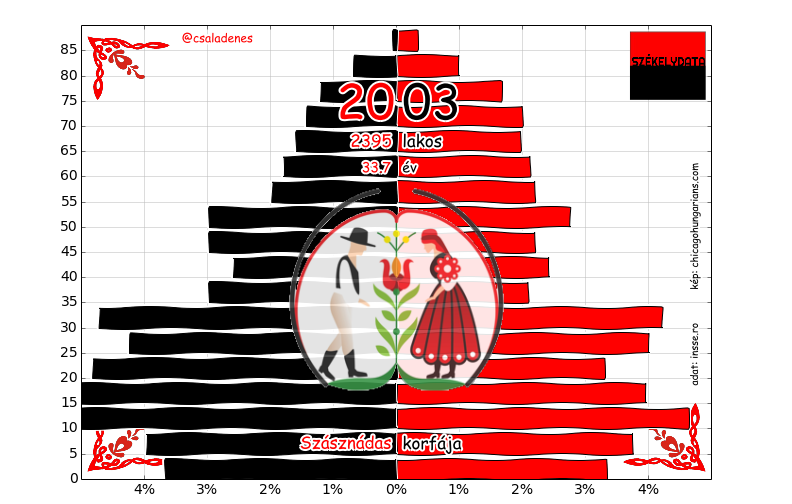 @csaladenes
SZÉKELYDATA
2003
2395 lakos
33.7 év
kép: chicagohungarians.com
adat: insse.ro
Szásznádas korfája
85
80
75
70
65
60
55
50
45
40
35
30
25
20
15
10
5
0
4% 3% 2% 1% 0% 1% 2% 3% 4%